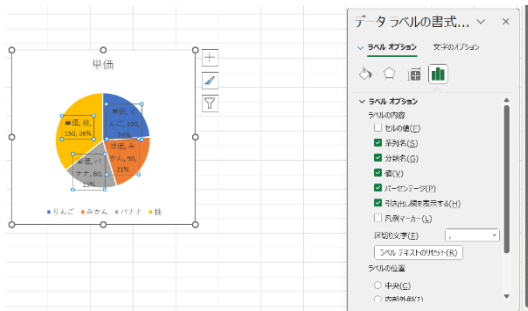 単価
単価, り
んご, 100,
24%
単価, み
かん, 90,
21%
単価, バ
ナナ, 80,
19%
単価, 桃,
150, 36%
りんご みかん バナナ 桃
データ ラベルの書式...
ラベル オプション 文字のオプション
ラベル オプション
ラベルの内容
セルの値(F)
系列名(S)
分類名(G)
値(V)
パーセンテージ(P)
引き出し線を表示する(H)
凡例マーカー(L)
区切り文字(E) ,
ラベル テキストのリセット(R)
ラベルの位置
中央(C)
内部外側(I)